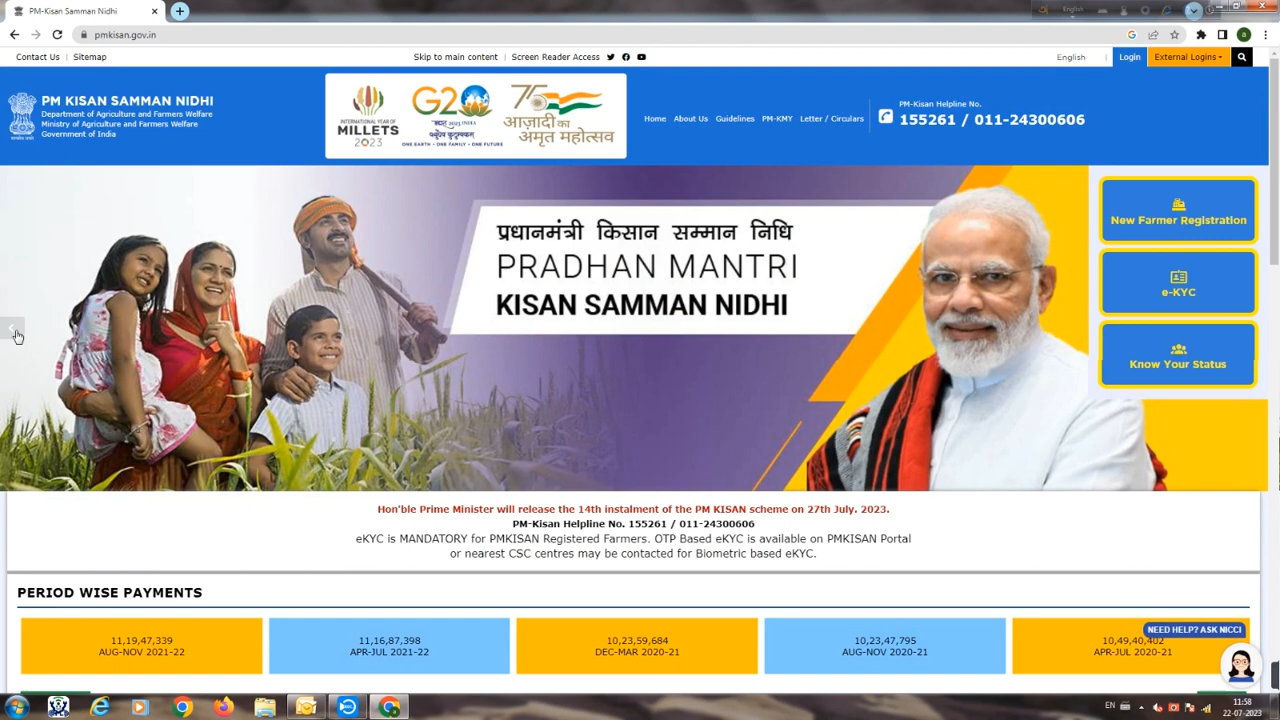 PM-Kisan Samman Nidhi
English
pmkisan.gov.in
Contact Us
Sitemap
Skip to main content
Screen Reader Access
English
Login
External Logins
PM KISAN SAMMAN NIDHI
Department of Agriculture and Farmers Welfare
Ministry of Agriculture and Farmers Welfare
Government of India
INTERNATIONAL YEAR OF
MILLETS
2023
G20
वसुधैव कुटुम्बकम्
ONE EARTH • ONE FAMILY • ONE FUTURE
75
आज़ादी का
अमृत महोत्सव
Home
About Us
Guidelines
PM-KMY
Letter / Circulars
PM-Kisan Helpline No.
155261 / 011-24300606
प्रधानमंत्री किसान सम्मान निधि
PRADHAN MANTRI
KISAN SAMMAN NIDHI
New Farmer Registration
e-KYC
Know Your Status
Hon'ble Prime Minister will release the 14th instalment of the PM KISAN scheme on 27th July. 2023.
PM-Kisan Helpline No. 155261 / 011-24300606
eKYC is MANDATORY for PMKISAN Registered Farmers. OTP Based eKYC is available on PMKISAN Portal
or nearest CSC centres may be contacted for Biometric based eKYC.
PERIOD WISE PAYMENTS
11,19,47,339
AUG-NOV 2021-22
11,16,87,398
APR-JUL 2021-22
10,23,59,684
DEC-MAR 2020-21
10,23,47,795
AUG-NOV 2020-21
10,49,40,402
APR-JUL 2020-21
NEED HELP? ASK NICCI
EN
11:58
22-07-2023